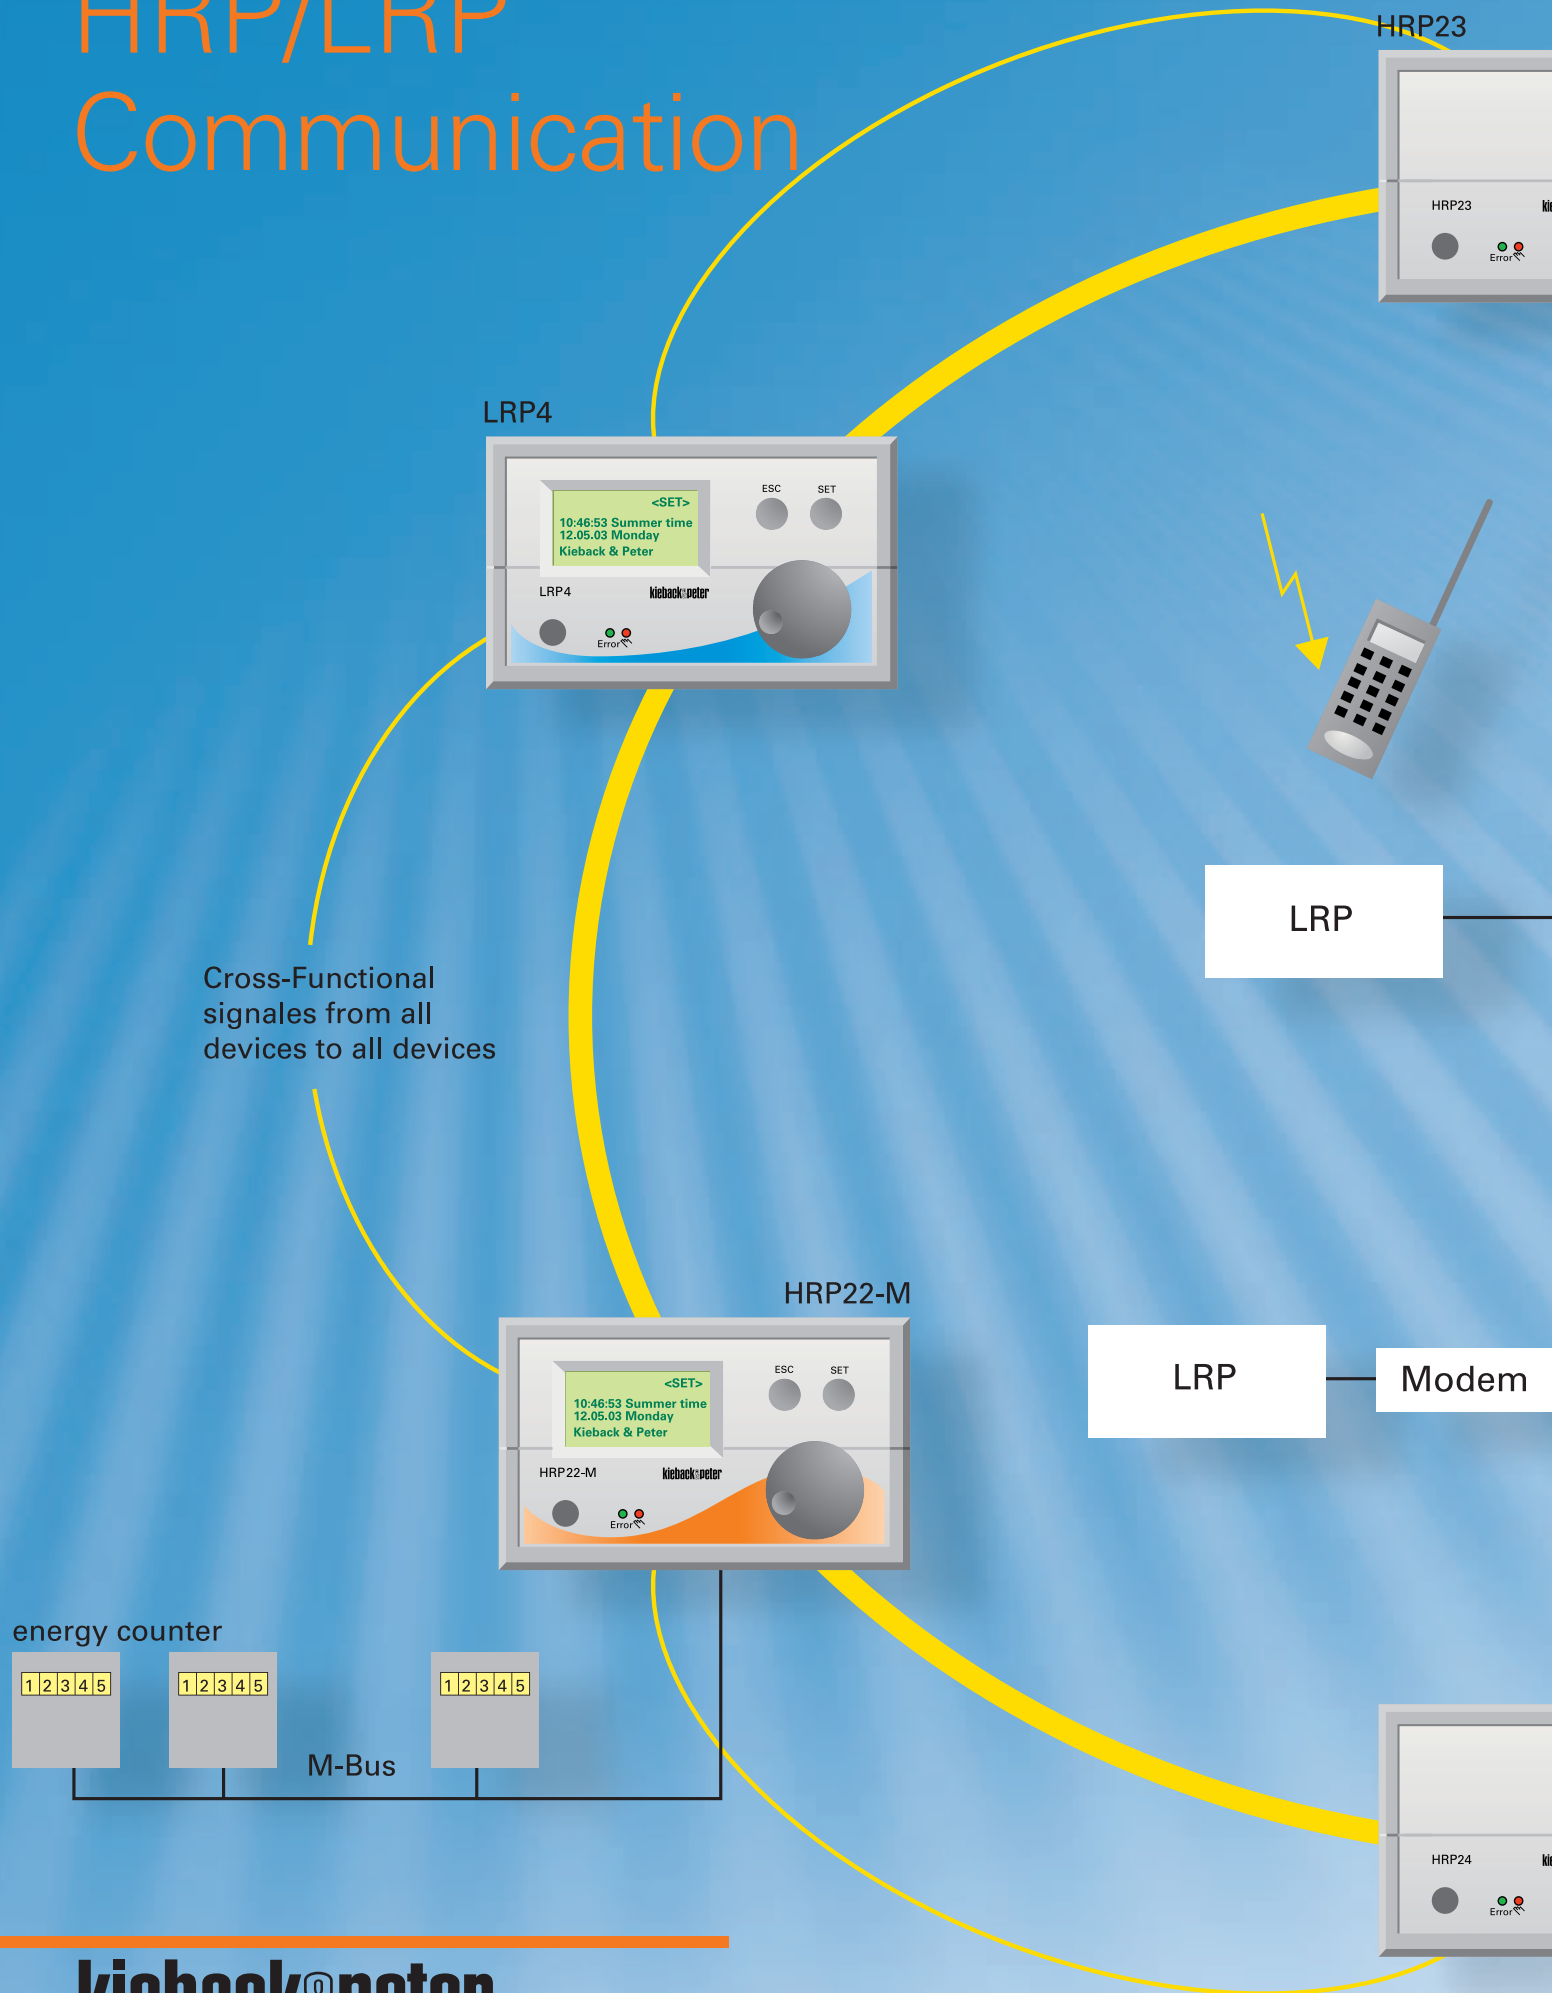 HRP/LRP
Communication
HRP23
HRP23
Error
LRP4
<SET>
10:46:53 Summer time
12.05.03 Monday
Kieback & Peter
ESC SET
LRP4 kieback peter
Error
LRP
Cross-Functional
signales from all
devices to all devices
HRP22-M
<SET>
10:46:53 Summer time
12.05.03 Monday
Kieback & Peter
ESC SET
HRP22-M kieback peter
Error
LRP
Modem
energy counter
1 2 3 4 5
1 2 3 4 5
1 2 3 4 5
M-Bus
HRP24
Error
kieback peter